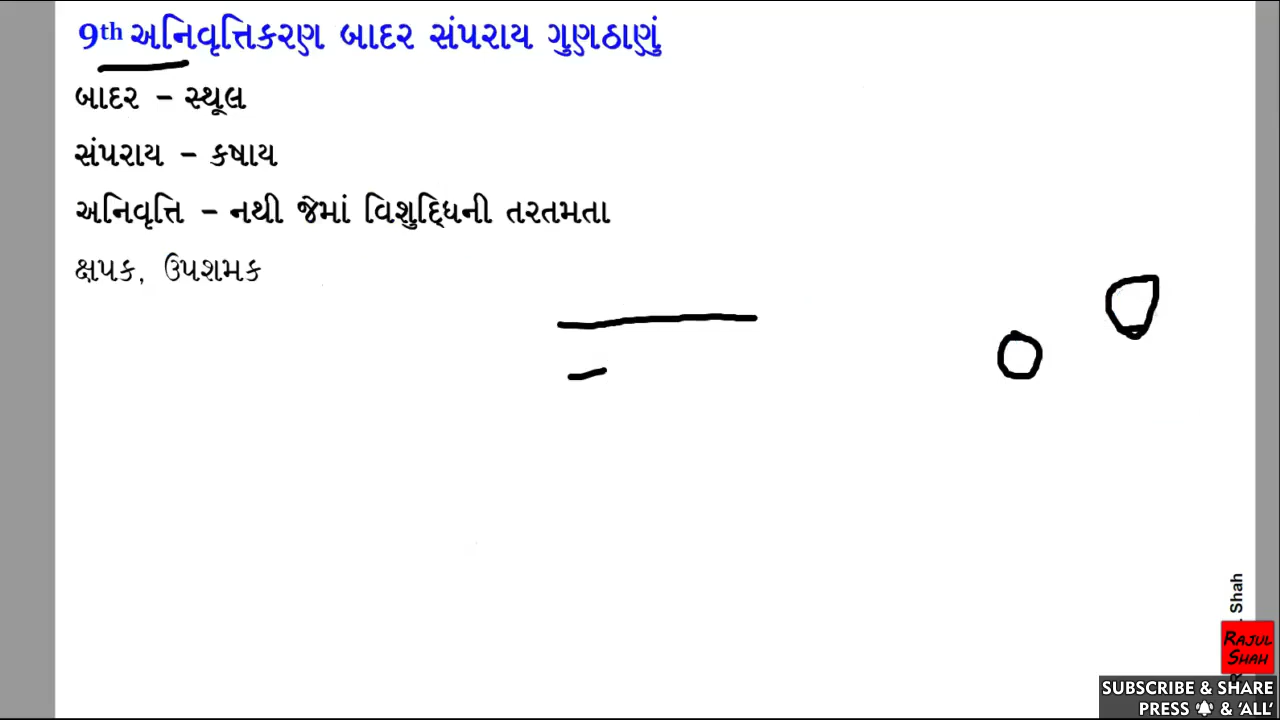 9th અનિવૃત્તિકરણ બાદર સંપરાય ગુણઠાણું
બાદર – સ્થૂલ
સંપરાય – કષાય
અનિવૃત્તિ – નથી જેમાં વિશુદ્ધિની તરતમતા
ક્ષપક, ઉપશમક
Shah
RAJUL
SHAH
SUBSCRIBE & SHARE
PRESS & ‘ALL’